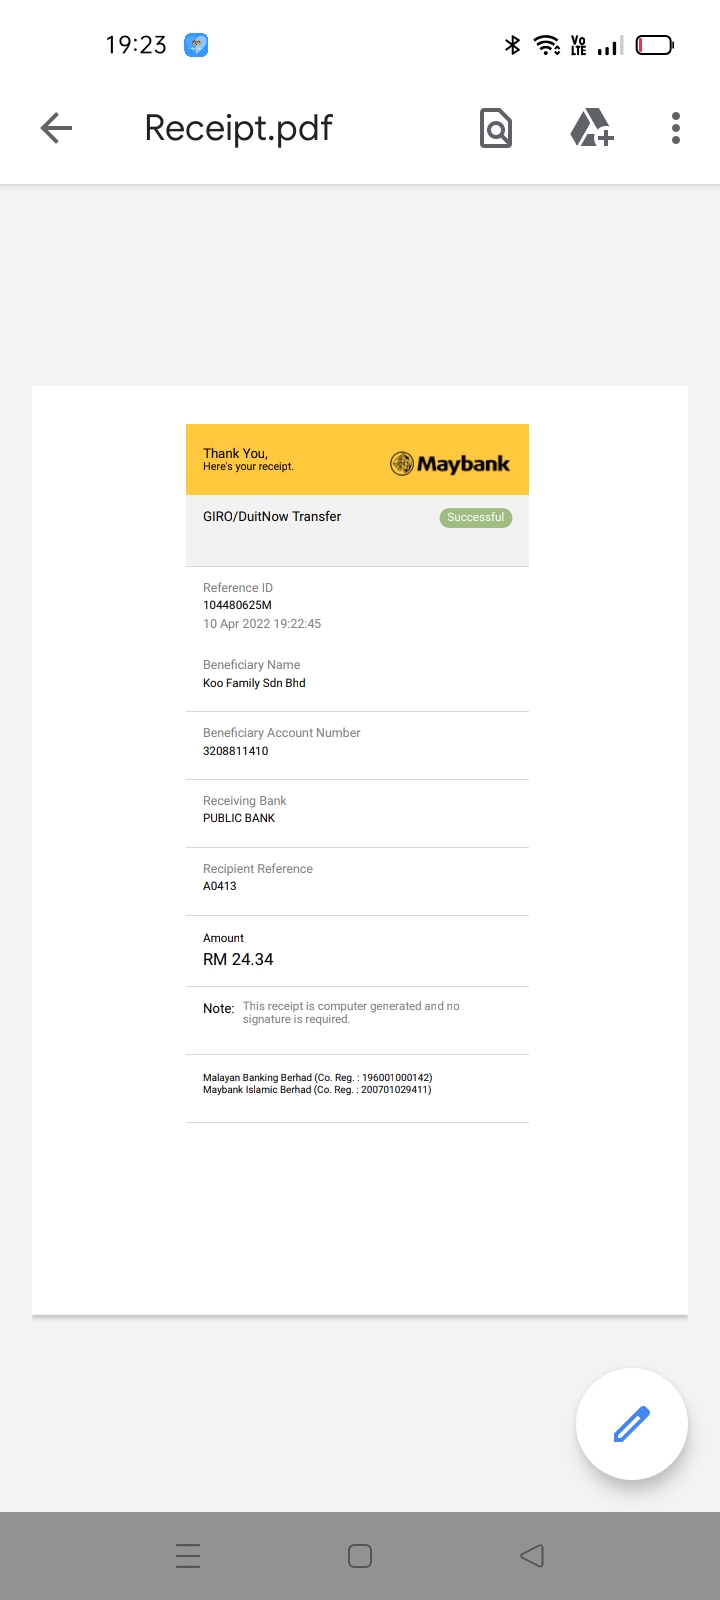 19:23
VO LTE
Receipt.pdf
Thank You,
Here's your receipt.
Maybank
GIRO/DuitNow Transfer
Successful
Reference ID
104480625M
10 Apr 2022 19:22:45
Beneficiary Name
Koo Family Sdn Bhd
Beneficiary Account Number
3208811410
Receiving Bank
PUBLIC BANK
Recipient Reference
A0413
Amount
RM 24.34
Note: This receipt is computer generated and no
signature is required.
Malayan Banking Berhad (Co. Reg. : 196001000142)
Maybank Islamic Berhad (Co. Reg. : 200701029411)